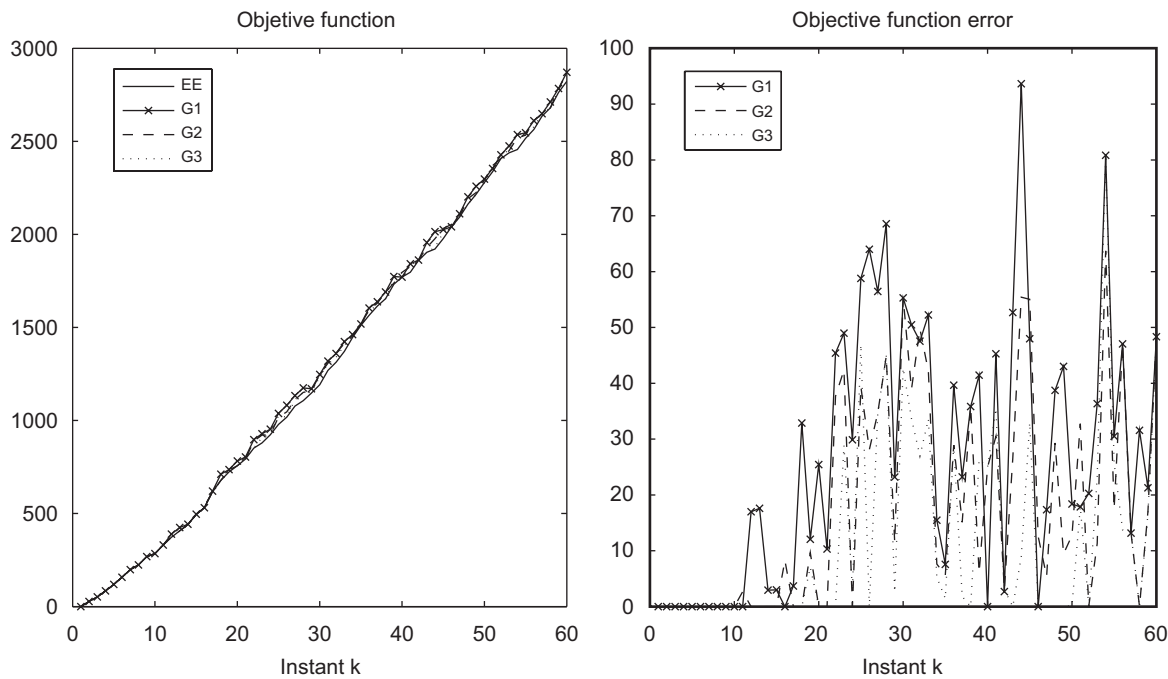 Objetive function
3000
2500
2000
1500
1000
500
0
EE
G1
G2
G3
0 10 20 30 40 50 60
Instant k
Objective function error
100
90
80
70
60
50
40
30
20
10
0
G1
G2
G3
0 10 20 30 40 50 60
Instant k